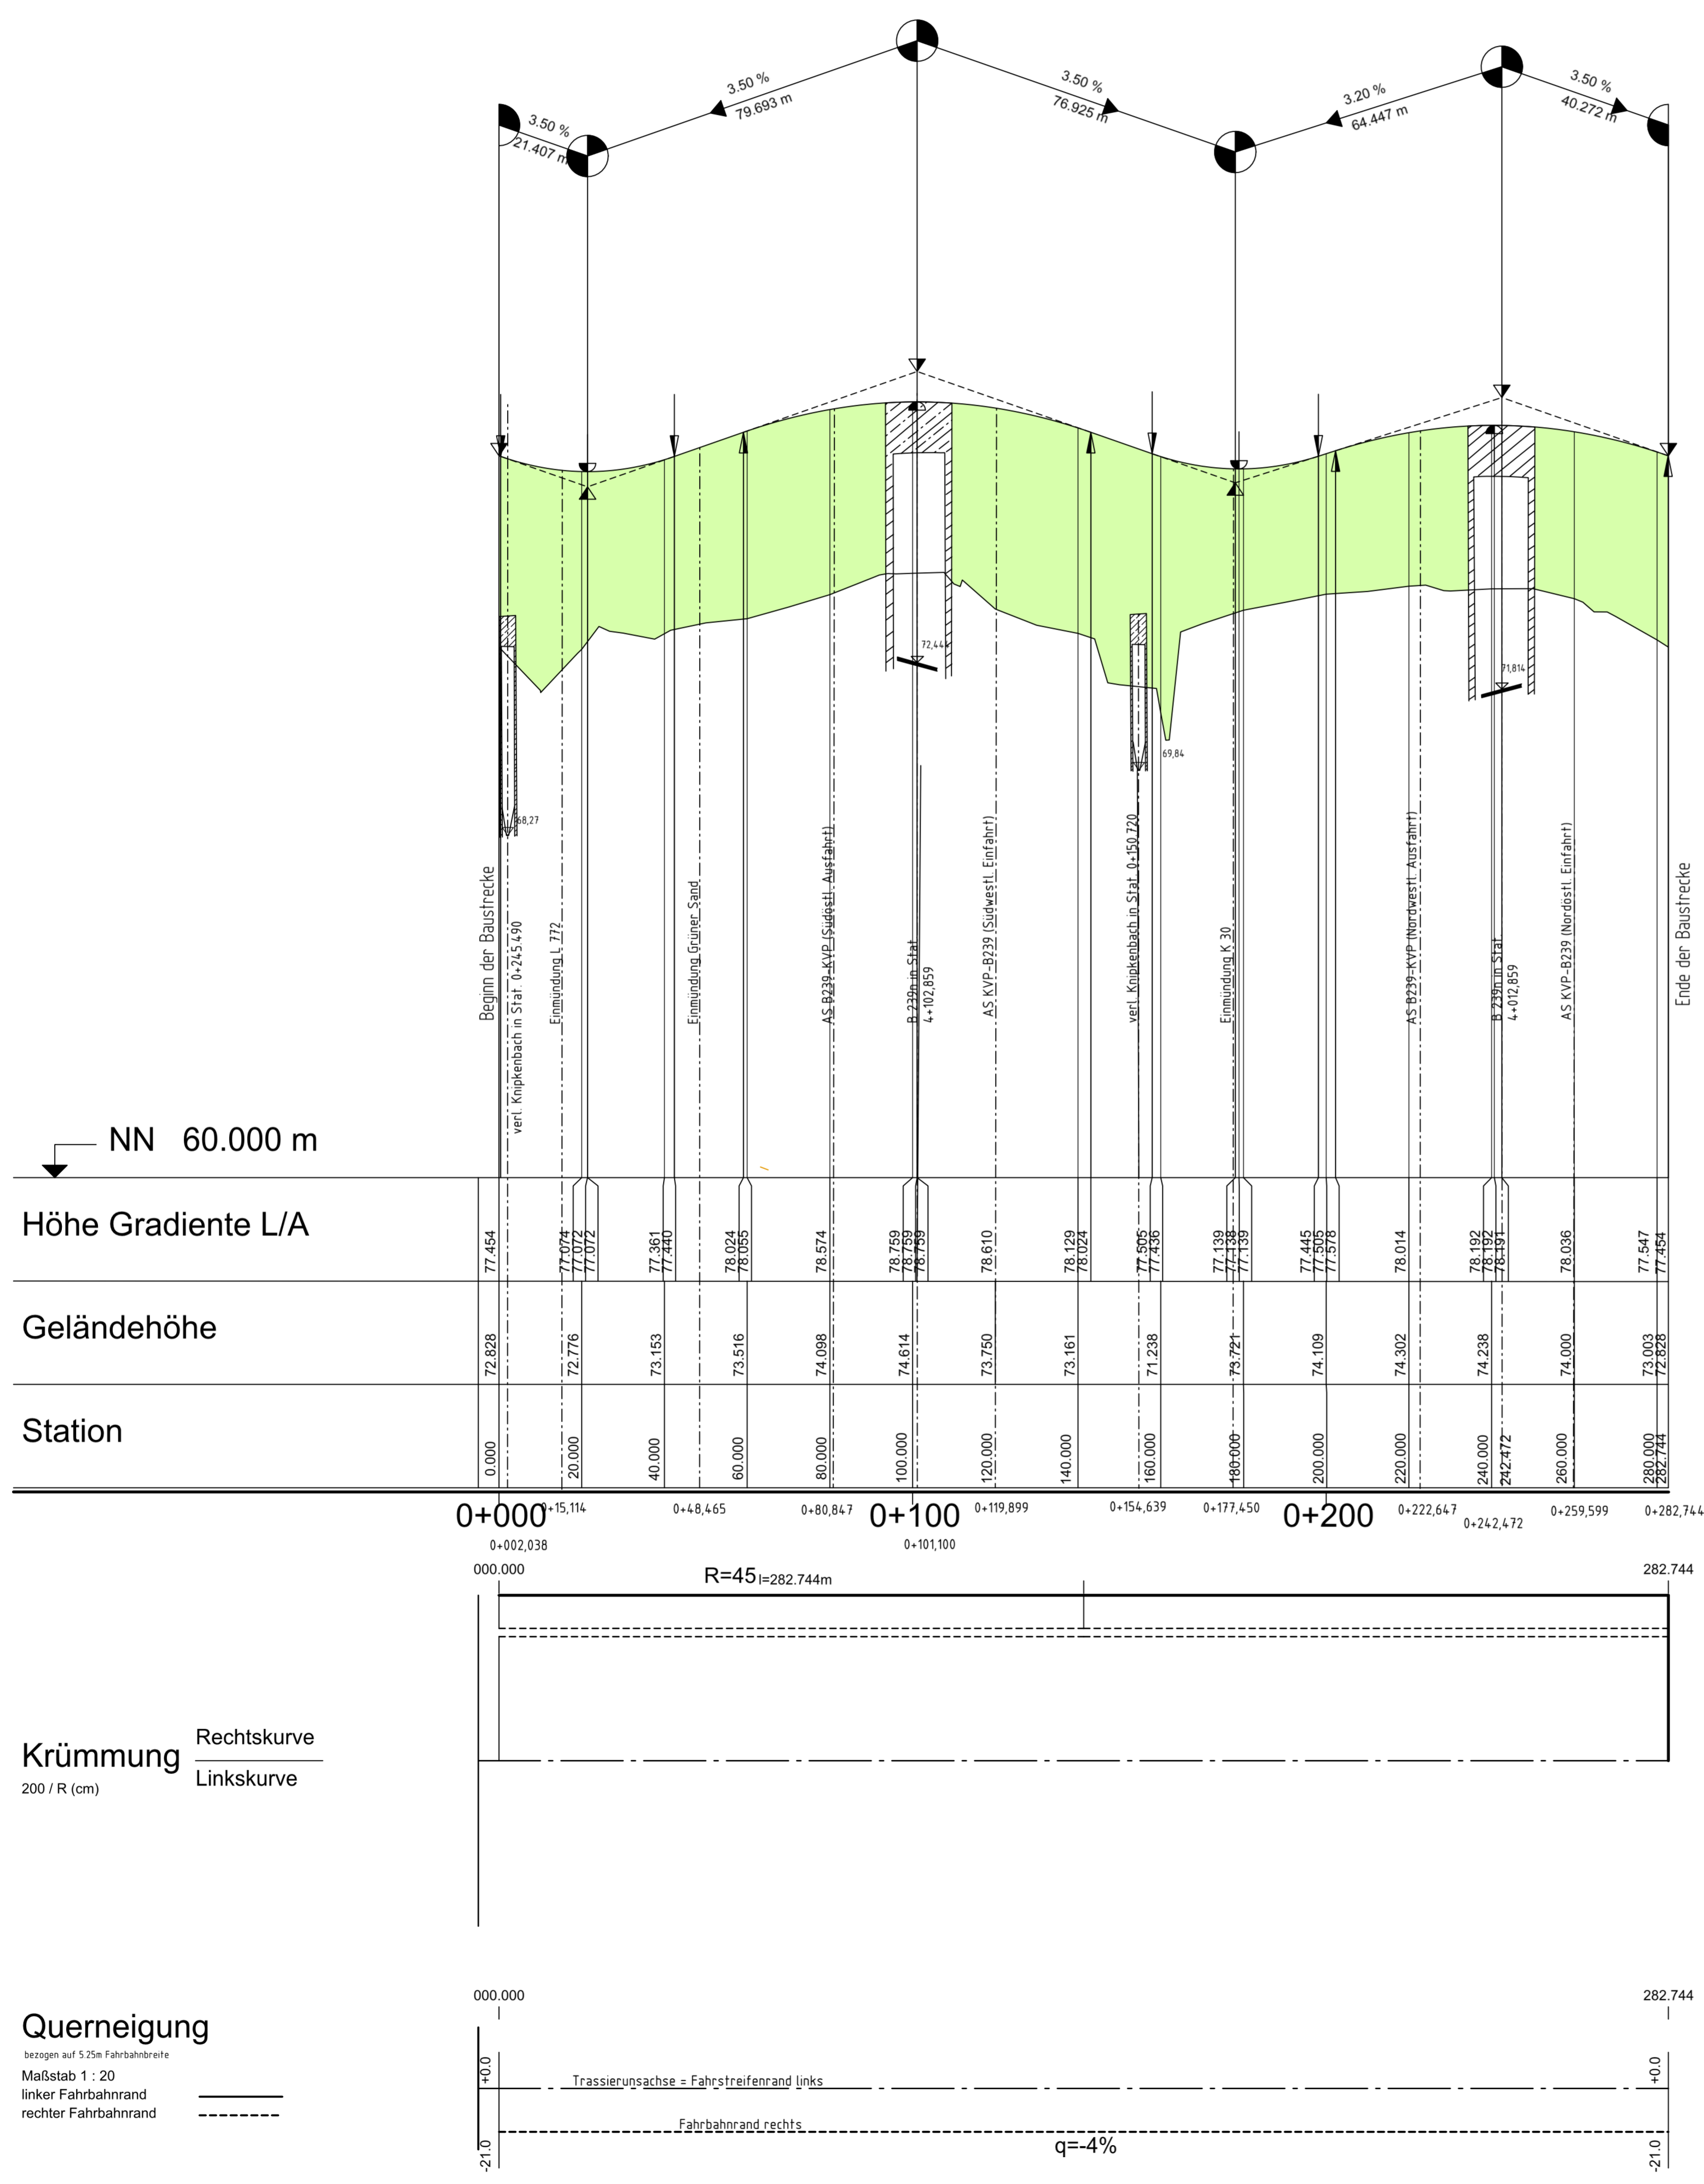 3.50 %
79.693 m
3.50 %
76.925 m
3.20 %
64.447 m
3.50 %
40.272 m
3.50 %
21.407 m
72,444
71,814
69,84
68,27
Beginn der Baustrecke
verl. Knipkenbach in Stat. 0+245.490
Einmündung L 772
Einmündung Grüner Sand
AS B239-KVP (Südöstl. Ausfahrt)
B 239n in Stat.
4+102,859
AS KVP-B239 (Südwestl. Einfahrt)
verl. Knipkenbach in Stat. 0+150.720
Einmündung K 30
AS B239-KVP (Nordwestl. Ausfahrt)
B 239n in Stat.
4+012,859
AS KVP-B239 (Nordöstl. Einfahrt)
Ende der Baustrecke
NN 60.000 m
Höhe Gradiente L/A
77.454
77.074
77.072
77.072
77.361
77.440
78.024
78.055
78.574
78.759
78.759
78.759
78.610
78.129
78.024
77.505
77.436
77.139
77.138
77.139
77.445
77.505
77.578
78.014
78.192
78.192
78.191
78.036
77.547
77.454
Geländehöhe
72.828
72.776
73.153
73.516
74.098
74.614
73.750
73.161
71.238
73.721
74.109
74.302
74.238
74.000
73.003
72.828
Station
0.000
20.000
40.000
60.000
80.000
100.000
120.000
140.000
160.000
180.000
200.000
220.000
240.000
242.472
260.000
280.000
282.744
0+000
0+15,114
0+48,465
0+80,847
0+100
0+119,899
0+154,639
0+177,450
0+200
0+222,647
0+242,472
0+259,599
0+282,744
0+002,038
0+101,100
000.000
R=45 l=282.744m
282.744
Krümmung
Rechtskurve
Linkskurve
200 / R (cm)
000.000
282.744
Querneigung
bezogen auf 5.25m Fahrbahnbreite
Maßstab 1 : 20
linker Fahrbahnrand
rechter Fahrbahnrand
+0.0
-21.0
Trassierunsachse = Fahrstreifenrand links
Fahrbahnrand rechts
q=-4%
+0.0
-21.0